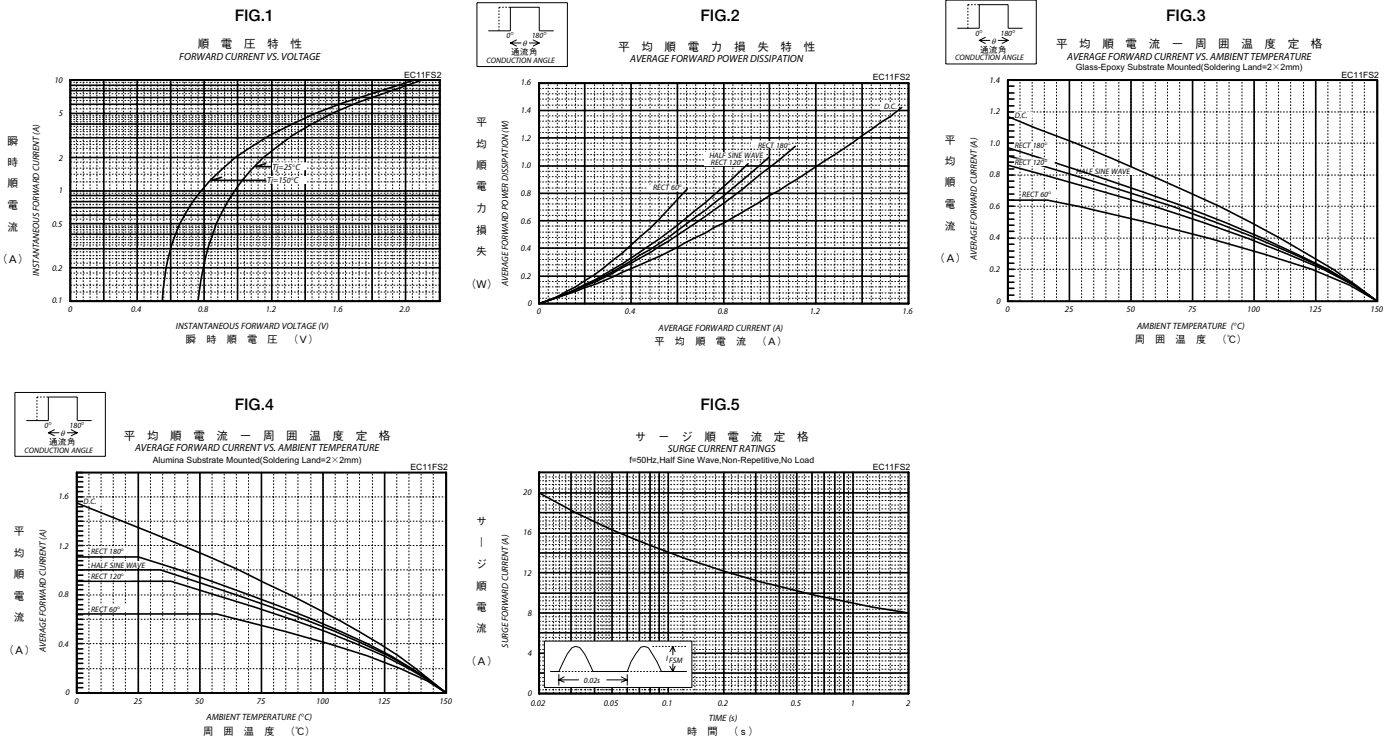 FIG.1
順電圧特性
FORWARD CURRENT VS. VOLTAGE
EC11FS2
瞬時順電流
(A)
INSTANTANEOUS FORWARD CURRENT (A)
10
5
2
1
0.5
0.2
0.1
Tj=25°C
Tj=150°C
0 0.4 0.8 1.2 1.6 2.0
INSTANTANEOUS FORWARD VOLTAGE (V)
瞬時順電圧 (V)
FIG.2
0° 180°
θ
通流角
CONDUCTION ANGLE
平均順電力損失特性
AVERAGE FORWARD POWER DISSIPATION
EC11FS2
平均順電力損失
(W)
AVERAGE FORWARD POWER DISSIPATION (W)
1.6
1.4
1.2
1.0
0.8
0.6
0.4
0.2
0
D.C.
RECT 180°
HALF SINE WAVE
RECT 120°
RECT 60°
0 0.4 0.8 1.2 1.6
AVERAGE FORWARD CURRENT (A)
平均順電流 (A)
FIG.3
0° 180°
θ
通流角
CONDUCTION ANGLE
平均順電流ー周囲温度定格
AVERAGE FORWARD CURRENT VS. AMBIENT TEMPERATURE
Glass-Epoxy Substrate Mounted(Soldering Land=2×2mm)
EC11FS2
平均順電流
(A)
AVERAGE FORWARD CURRENT (A)
1.4
1.2
1.0
0.8
0.6
0.4
0.2
0
D.C.
RECT 180°
RECT 120°
HALF SINE WAVE
RECT 60°
0 25 50 75 100 125 150
AMBIENT TEMPERATURE (°C)
周囲温度 (℃)
FIG.4
0° 180°
θ
通流角
CONDUCTION ANGLE
平均順電流ー周囲温度定格
AVERAGE FORWARD CURRENT VS. AMBIENT TEMPERATURE
Alumina Substrate Mounted(Soldering Land=2×2mm)
EC11FS2
平均順電流
(A)
AVERAGE FORWARD CURRENT (A)
1.6
1.2
0.8
0.4
0
D.C.
RECT 180°
HALF SINE WAVE
RECT 120°
RECT 60°
0 25 50 75 100 125 150
AMBIENT TEMPERATURE (°C)
周囲温度 (℃)
FIG.5
サージ順電流定格
SURGE CURRENT RATINGS
f=50Hz,Half Sine Wave,Non-Repetitive,No Load
EC11FS2
サージ順電流
(A)
SURGE FORWARD CURRENT (A)
20
16
12
8
4
0
IFSM
0.02s
0.02 0.05 0.1 0.2 0.5 1 2
TIME (s)
時間 (s)